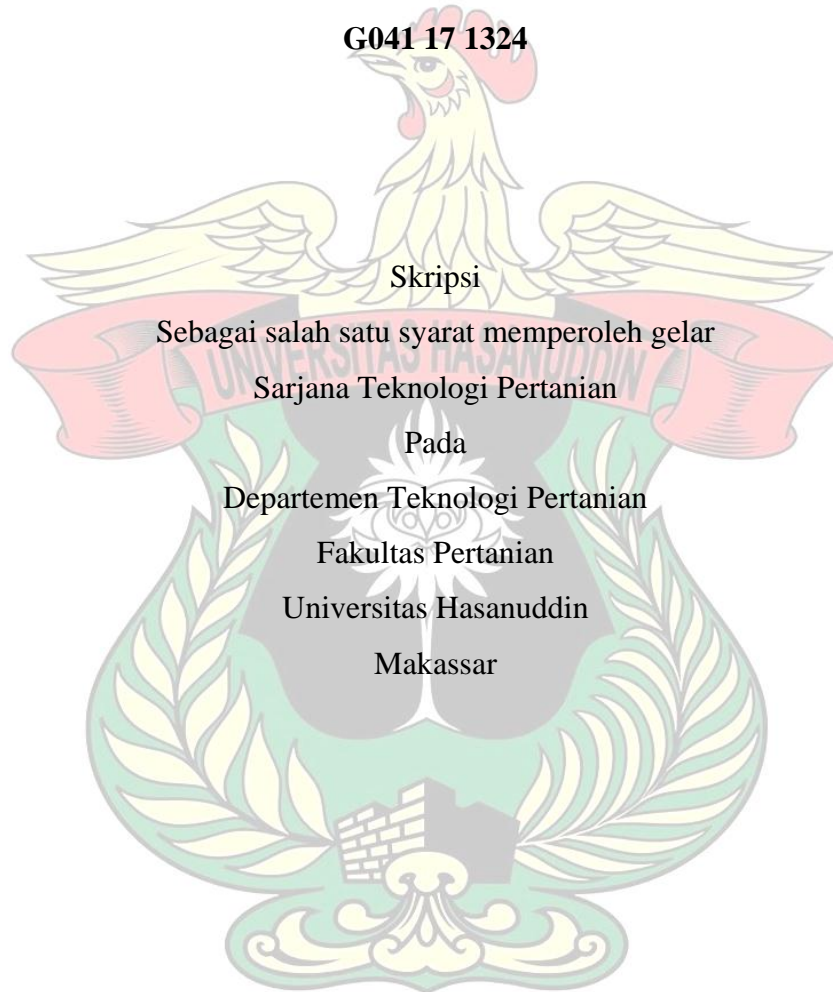 G041 17 1324
Skripsi
Sebagai salah satu syarat memperoleh gelar
UNIVERSITAS HASANUDDIN
Sarjana Teknologi Pertanian
Pada
Departemen Teknologi Pertanian
Fakultas Pertanian
Universitas Hasanuddin
Makassar